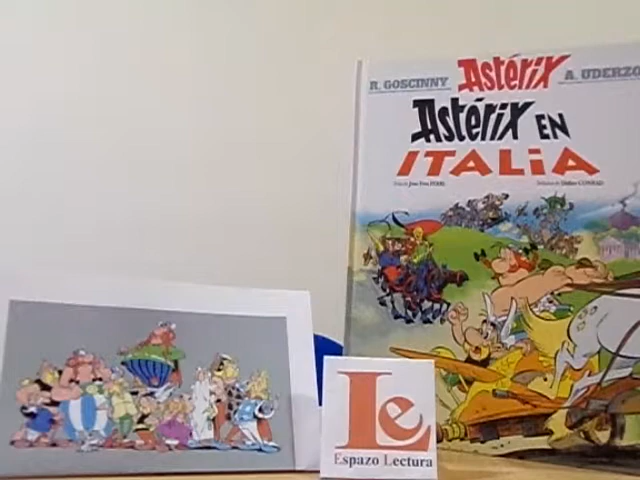 R. GOSCINNY Astérix A. UDERZO
Astérix EN
ITALIA
Le
Espazo Lectura